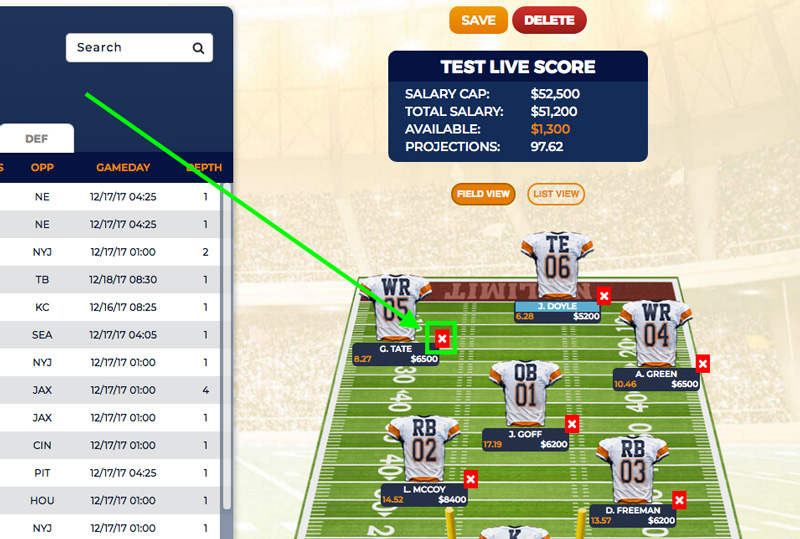 SAVE DELETE
Search
TEST LIVE SCORE
SALARY CAP: $52,500
TOTAL SALARY: $51,200
AVAILABLE: $1,300
PROJECTIONS: 97.62
DEF
S OPP GAMEDAY DEPTH
FIELD VIEW LIST VIEW
NE 12/17/17 04:25 1
NE 12/17/17 04:25 1
NYJ 12/17/17 01:00 2
TB 12/18/17 08:30 1
KC 12/16/17 08:25 1
SEA 12/17/17 04:05 1
NYJ 12/17/17 01:00 1
JAX 12/17/17 01:00 4
JAX 12/17/17 01:00 1
CIN 12/17/17 01:00 1
PIT 12/17/17 04:25 1
HOU 12/17/17 01:00 1
NYJ 12/17/17 01:00 1
TE
06
J. DOYLE
6.28 $5200
WR
05
G. TATE
8.27 $6500
WR
04
A. GREEN
10.46 $6500
QB
01
J. GOFF
17.19 $6200
RB
02
L. MCCOY
14.52 $8400
RB
03
D. FREEMAN
13.57 $6200
K